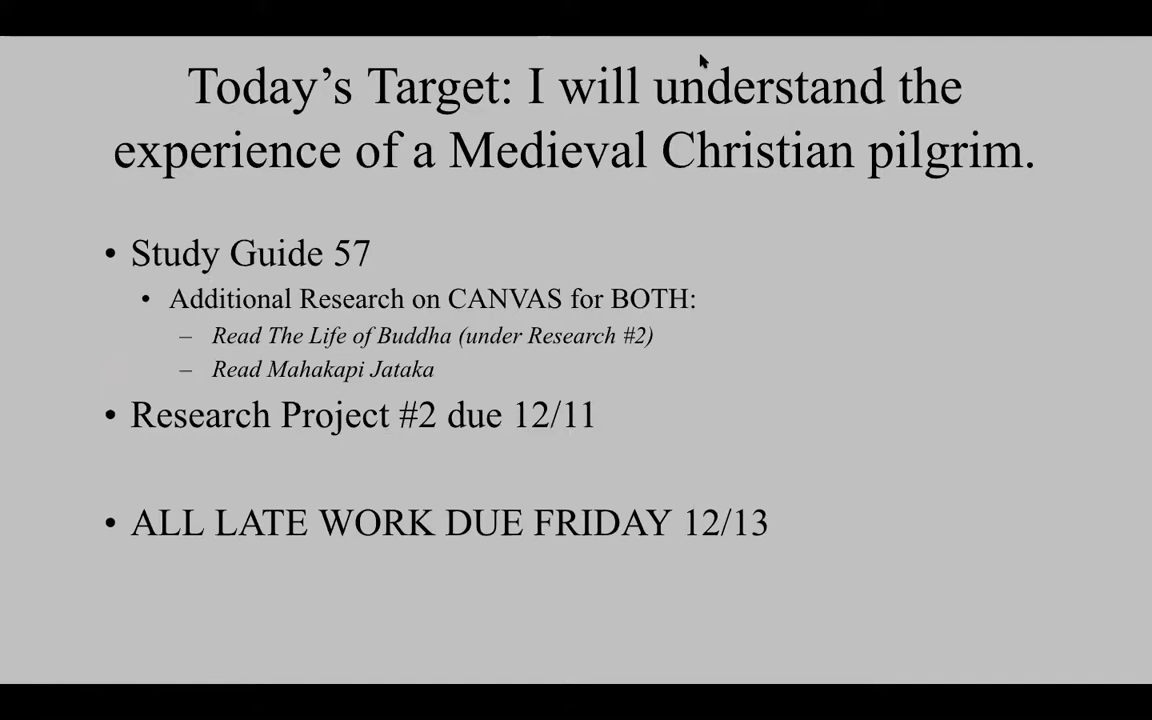 Today’s Target: I will understand the
experience of a Medieval Christian pilgrim.
• Study Guide 57
• Additional Research on CANVAS for BOTH:
– Read The Life of Buddha (under Research #2)
– Read Mahakapi Jataka
• Research Project #2 due 12/11
• ALL LATE WORK DUE FRIDAY 12/13